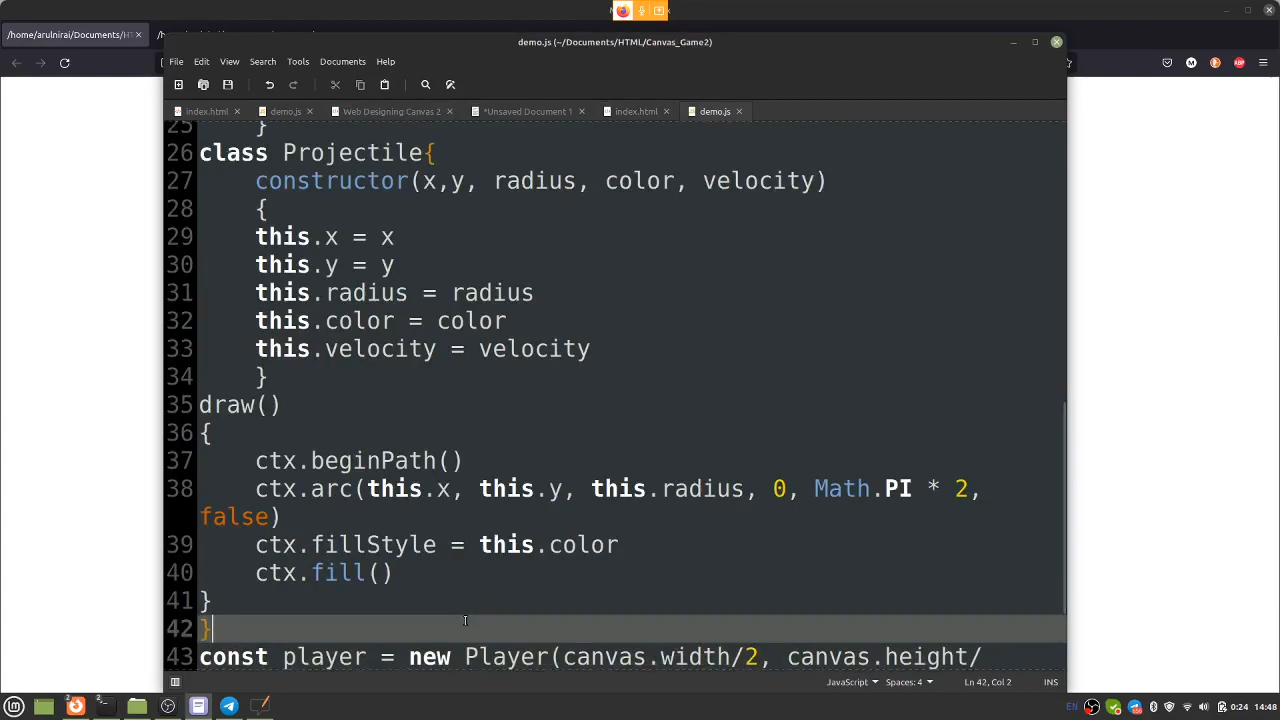 /home/arulnirai/Documents/HT
demo.js (~/Documents/HTML/Canvas_Game2)
File Edit View Search Tools Documents Help
index.html demo.js Web Designing Canvas 2 *Unsaved Document 1 index.html demo.js
25 }
26 class Projectile{
27 constructor(x,y, radius, color, velocity)
28 {
29 this.x = x
30 this.y = y
31 this.radius = radius
32 this.color = color
33 this.velocity = velocity
34 }
35 draw()
36 {
37 ctx.beginPath()
38 ctx.arc(this.x, this.y, this.radius, 0, Math.PI * 2,
false)
39 ctx.fillStyle = this.color
40 ctx.fill()
41 }
42 }
43 const player = new Player(canvas.width/2, canvas.height/
JavaScript Spaces: 4 Ln 42, Col 2 INS
EN 0:24 14:48